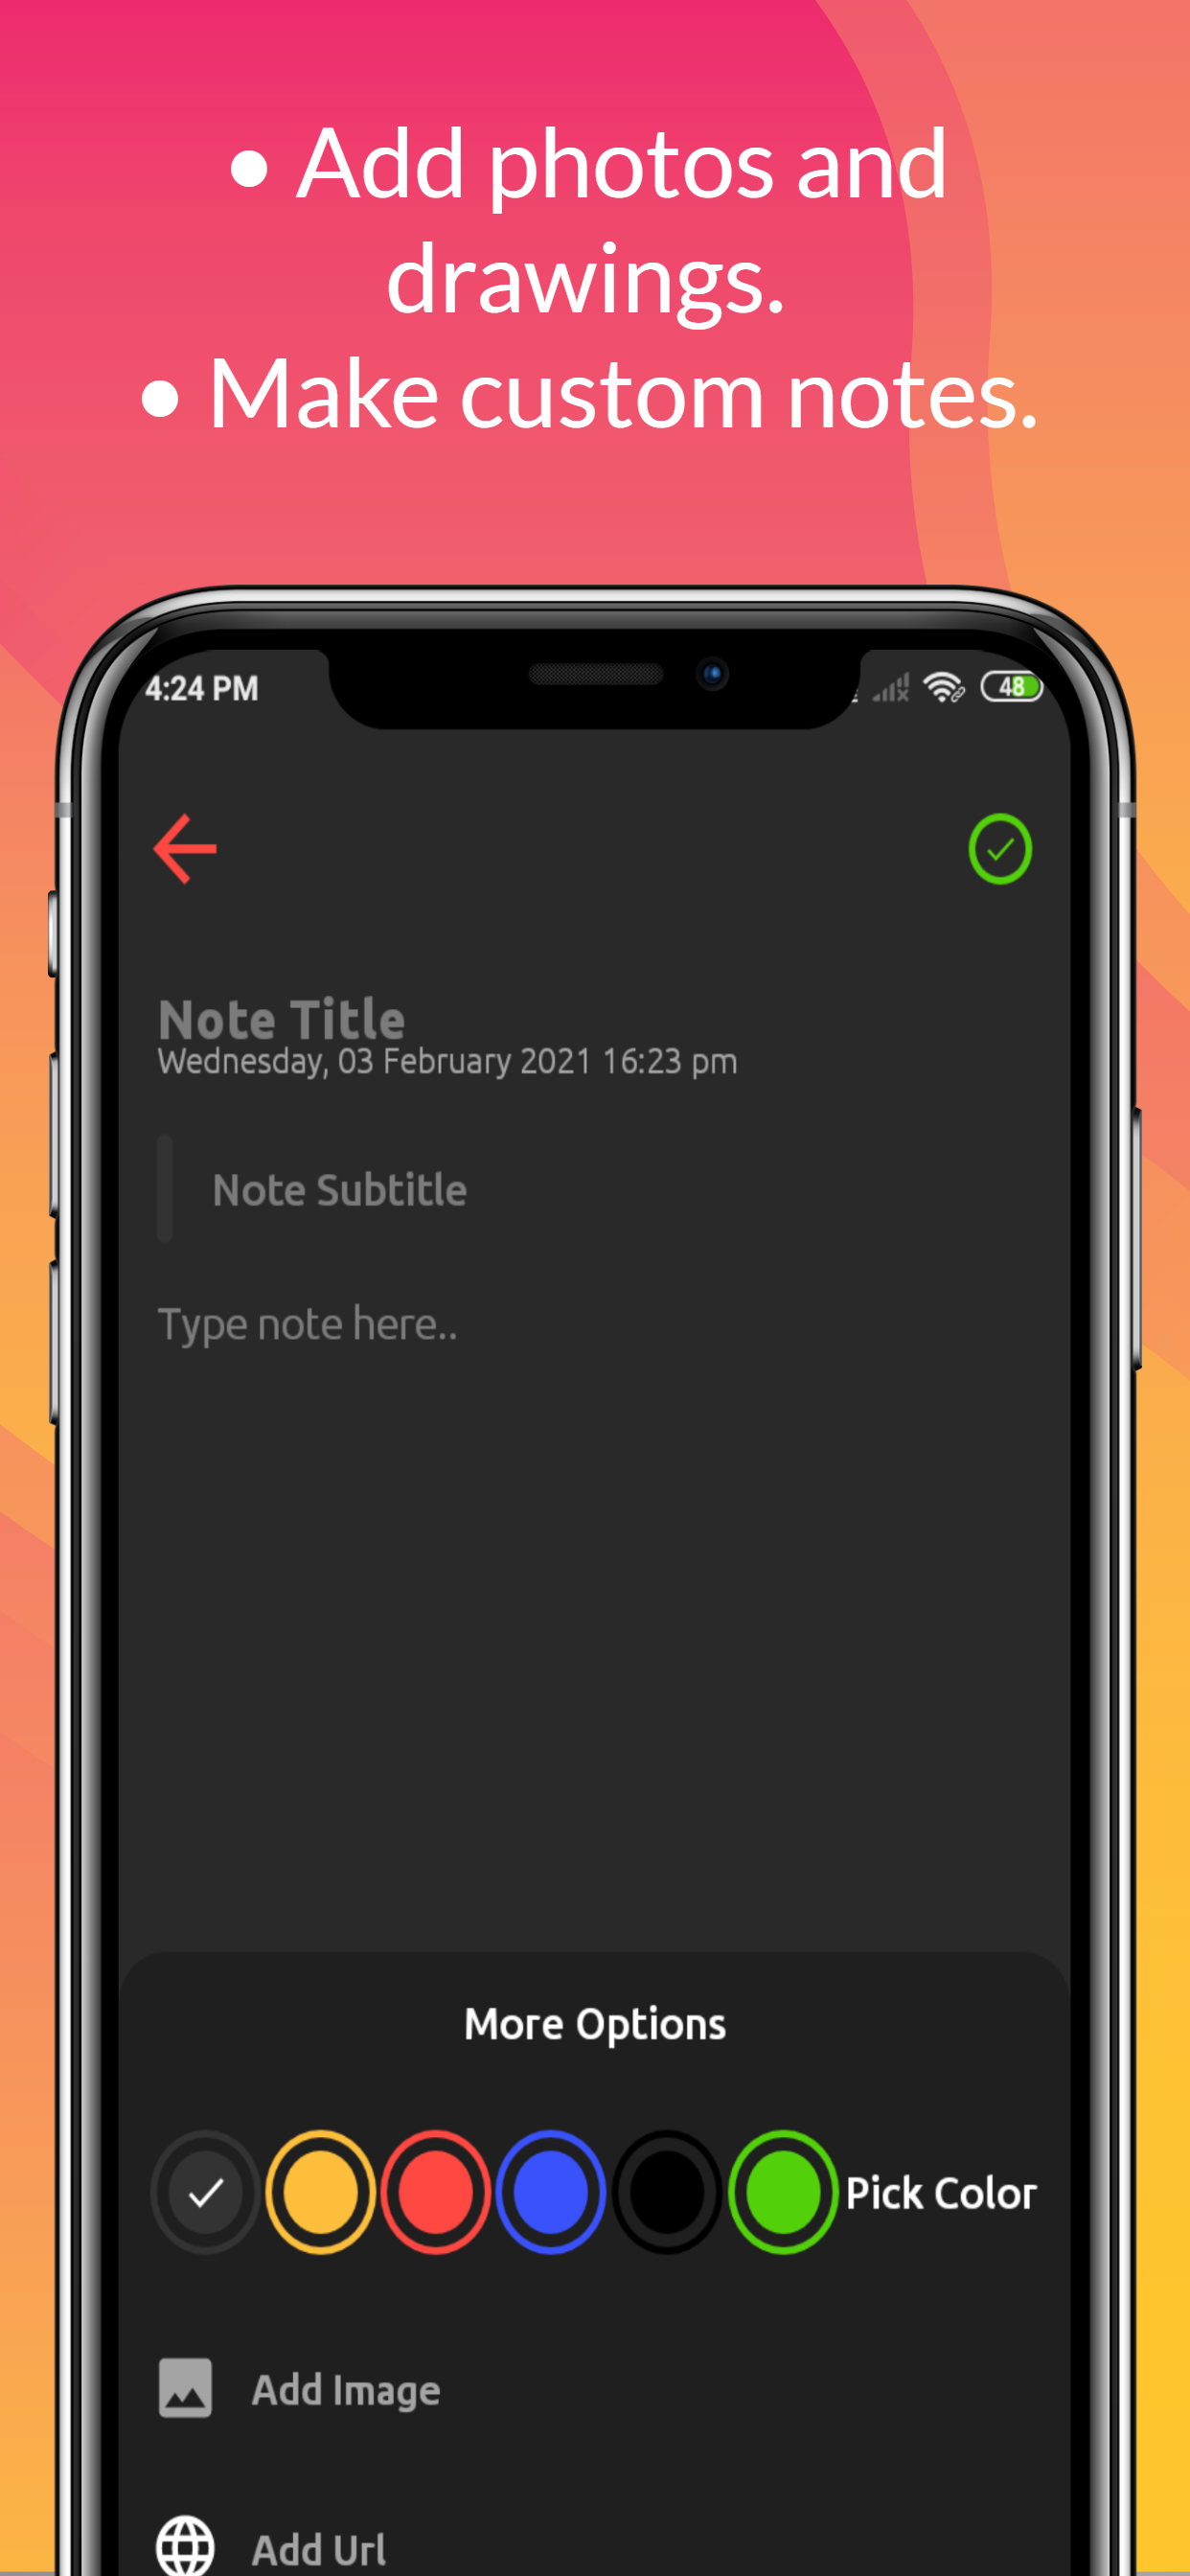 • Add photos and
drawings.
• Make custom notes.
4:24 PM
48
Note Title
Wednesday, 03 February 2021 16:23 pm
Note Subtitle
Type note here..
More Options
Pick Color
Add Image
Add Url